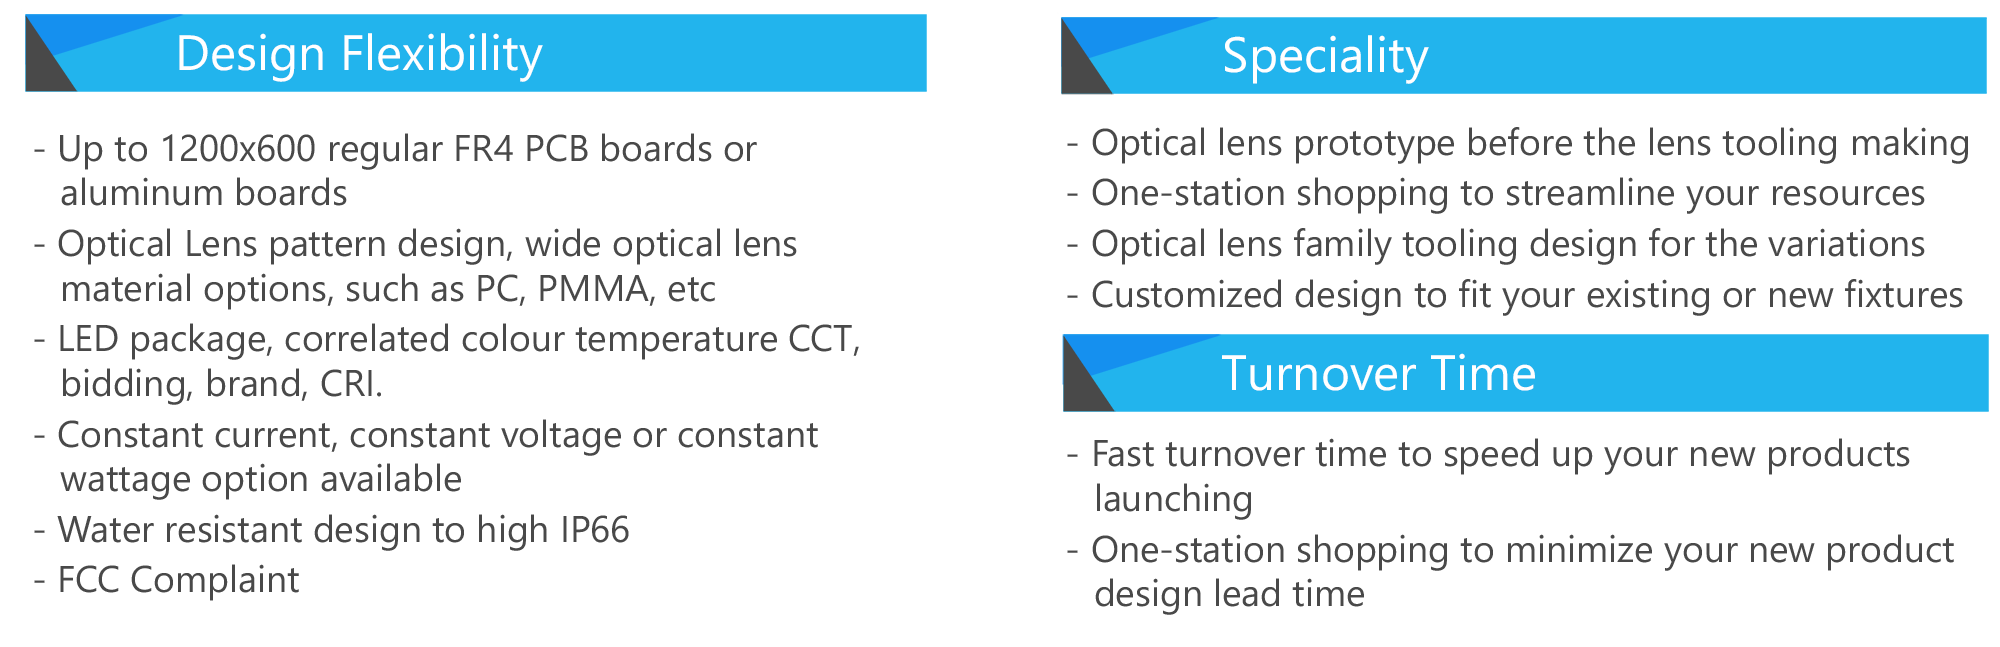 Design Flexibility
- Up to 1200x600 regular FR4 PCB boards or
aluminum boards
- Optical Lens pattern design, wide optical lens
material options, such as PC, PMMA, etc
- LED package, correlated colour temperature CCT,
bidding, brand, CRI.
- Constant current, constant voltage or constant
wattage option available
- Water resistant design to high IP66
- FCC Complaint
Speciality
- Optical lens prototype before the lens tooling making
- One-station shopping to streamline your resources
- Optical lens family tooling design for the variations
- Customized design to fit your existing or new fixtures
Turnover Time
- Fast turnover time to speed up your new products
launching
- One-station shopping to minimize your new product
design lead time